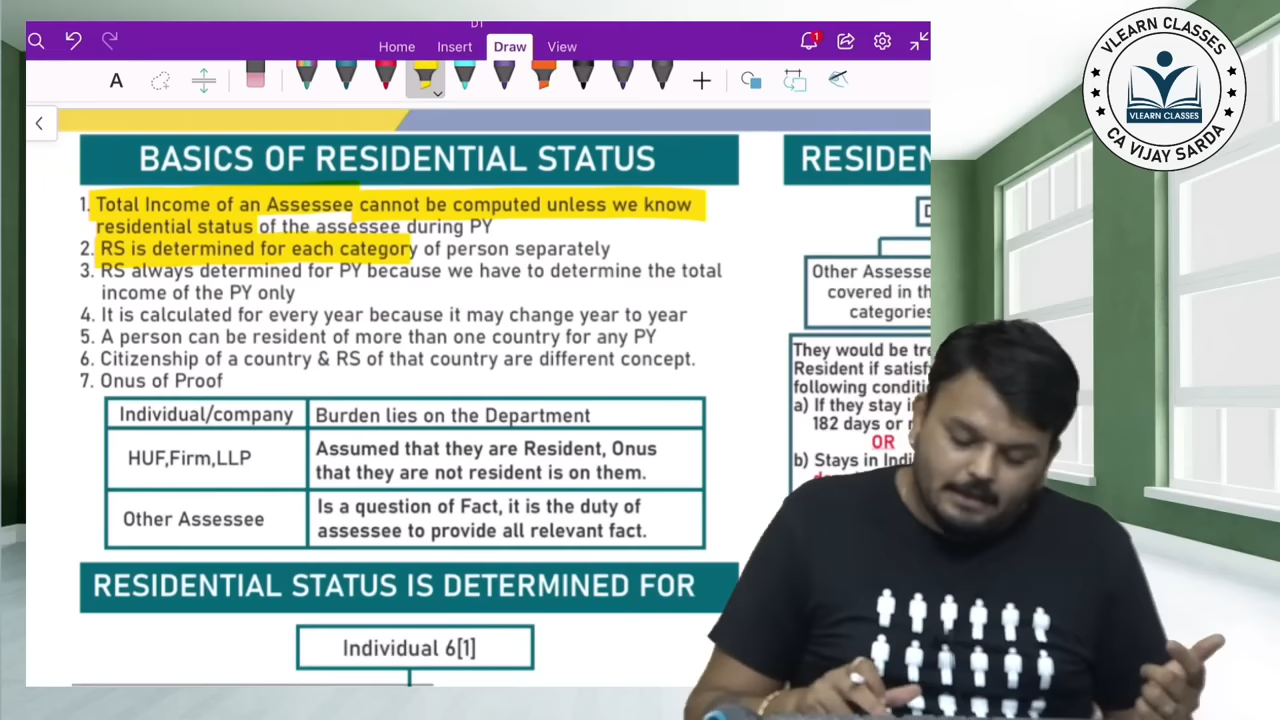 Home Insert Draw View
1
A
BASICS OF RESIDENTIAL STATUS
1. Total Income of an Assessee cannot be computed unless we know
residential status of the assessee during PY
2. RS is determined for each category of person separately
3. RS always determined for PY because we have to determine the total
income of the PY only
4. It is calculated for every year because it may change year to year
5. A person can be resident of more than one country for any PY
6. Citizenship of a country & RS of that country are different concept.
7. Onus of Proof
Individual/company Burden lies on the Department
HUF,Firm,LLP Assumed that they are Resident, Onus
that they are not resident is on them.
Other Assessee Is a question of Fact, it is the duty of
assessee to provide all relevant fact.
RESIDENTIAL STATUS IS DETERMINED FOR
Individual 6[1]
Other
covered in
They would be
Resident if
following
a) If they stay
182 days or
OR
b) Stays in
VLEARN CLASSES
VLEARN CLASSES
CA VIJAY SARDA